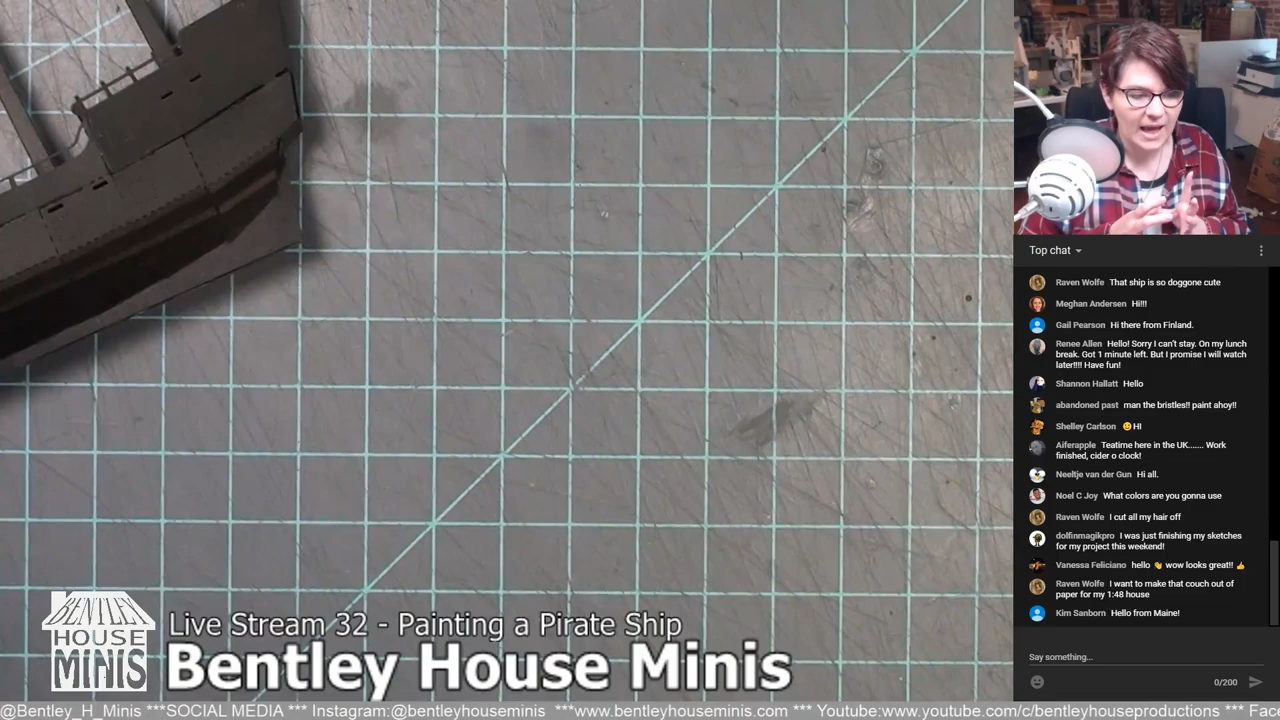 Top chat
Raven Wolfe That ship is so doggone cute
Meghan Andersen Hi!!!
Gail Pearson Hi there from Finland.
Renee Allen Hello! Sorry I can't stay. On my lunch
break. Got 1 minute left. But I promise I will watch
later!!!! Have fun!
Shannon Hallatt Hello
abandoned past man the bristles!! paint ahoy!!
Shelley Carlson 🙂HI
Aiferapple Teatime here in the UK....... Work
finished, cider o clock!
Neeltje van der Gun Hi all.
Noel C Joy What colors are you gonna use
Raven Wolfe I cut all my hair off
dolfinmagikpro I was just finishing my sketches
for my project this weekend!
Vanessa Feliciano hello 👏 wow looks great!! 👍
Raven Wolfe I want to make that couch out of
paper for my 1:48 house
Kim Sanborn Hello from Maine!
Say something...
0/200
BENTLEY
HOUSE
MINIS
Live Stream 32 - Painting a Pirate Ship
Bentley House Minis
@Bentley_H_Minis ***SOCIAL MEDIA *** Instagram:@bentleyhouseminis ***www.bentleyhouseminis.com *** Youtube:www.youtube.com/c/bentleyhouseproductions *** Fac